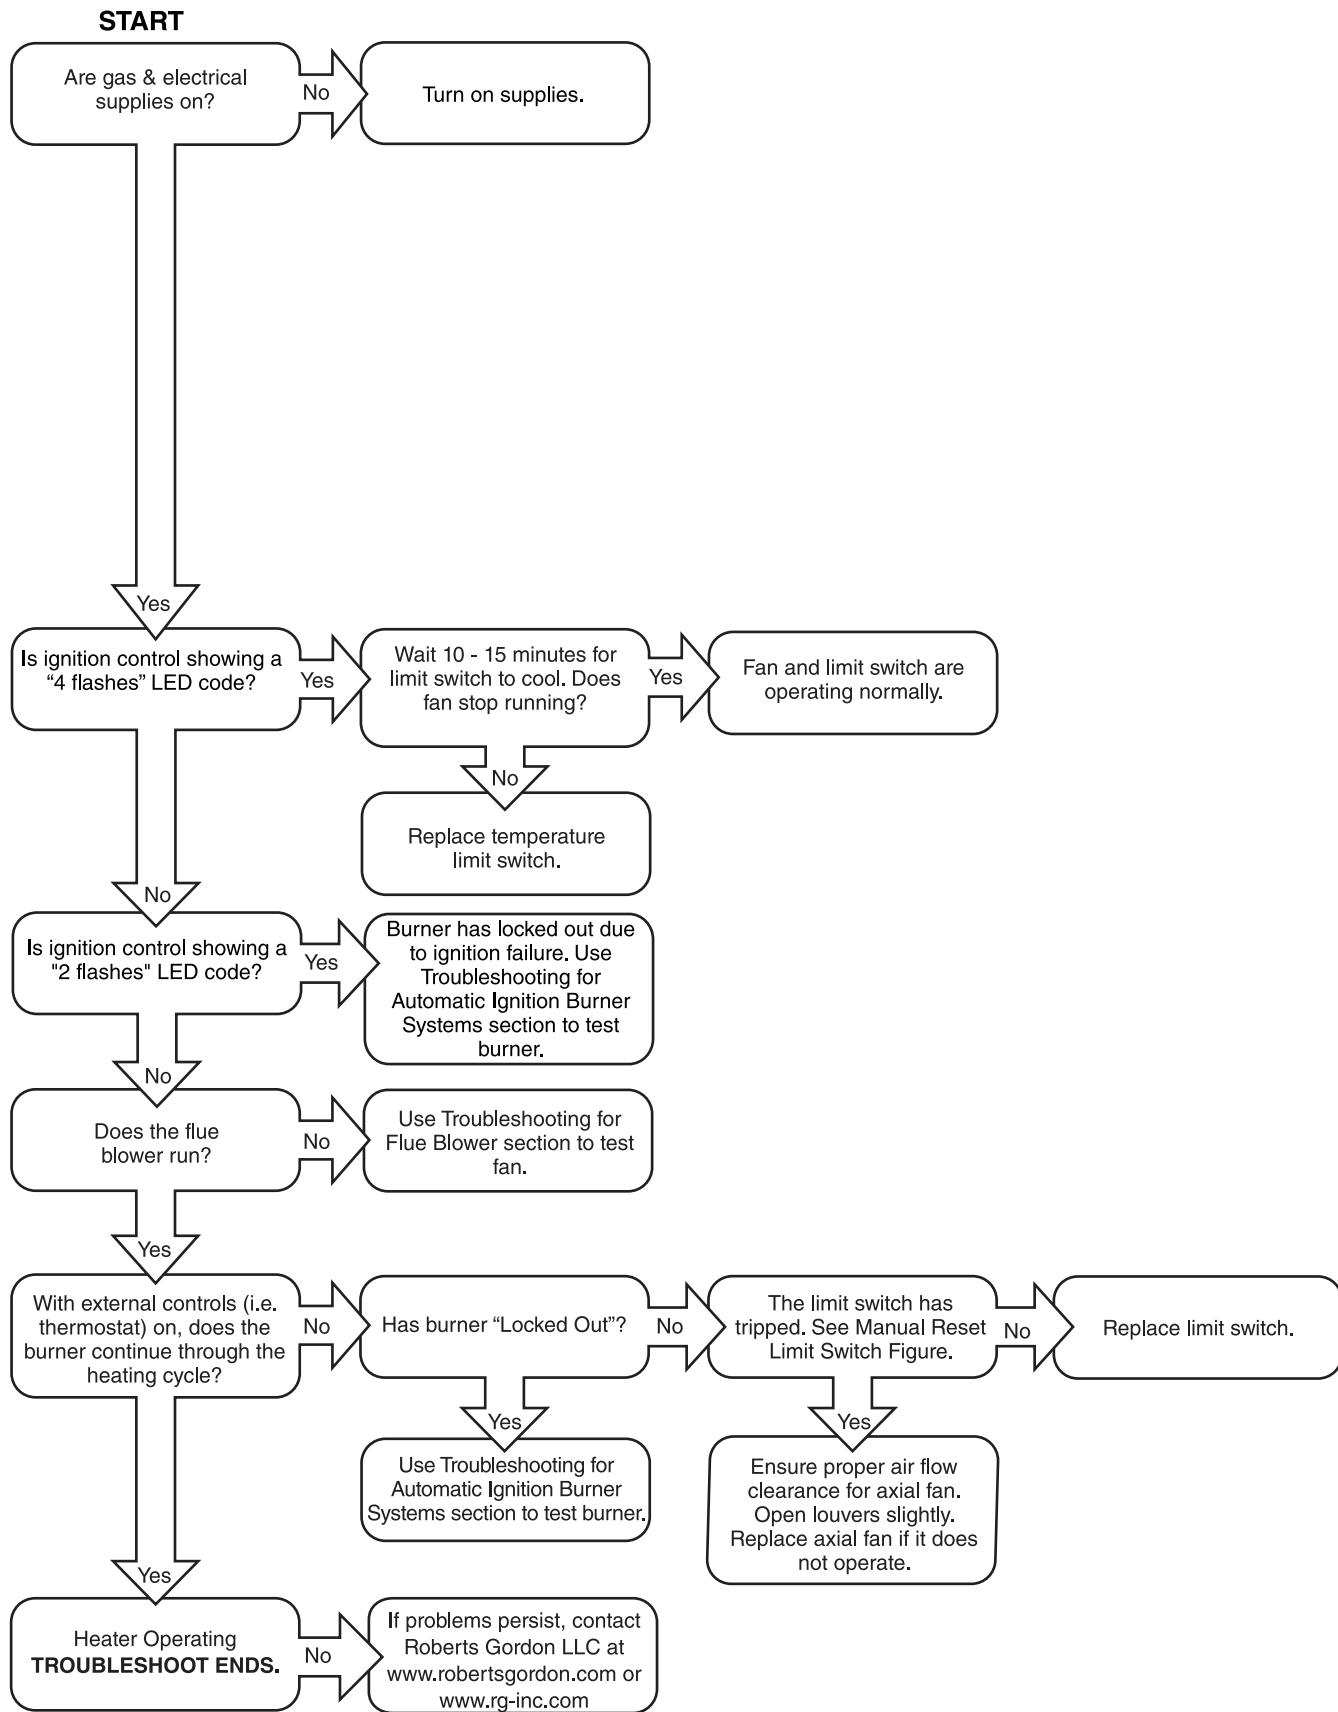 START
Are gas & electrical
supplies on?
No
Turn on supplies.
Yes
Is ignition control showing a
“4 flashes” LED code?
Yes
Wait 10 - 15 minutes for
limit switch to cool. Does
fan stop running?
Yes
Fan and limit switch are
operating normally.
No
Replace temperature
limit switch.
No
Is ignition control showing a
"2 flashes" LED code?
Yes
Burner has locked out due
to ignition failure. Use
Troubleshooting for
Automatic Ignition Burner
Systems section to test
burner.
No
Does the flue
blower run?
No
Use Troubleshooting for
Flue Blower section to test
fan.
Yes
With external controls (i.e.
thermostat) on, does the
burner continue through the
heating cycle?
No
Has burner “Locked Out”?
No
The limit switch has
tripped. See Manual Reset
Limit Switch Figure.
No
Replace limit switch.
Yes
Use Troubleshooting for
Automatic Ignition Burner
Systems section to test burner.
Yes
Ensure proper air flow
clearance for axial fan.
Open louvers slightly.
Replace axial fan if it does
not operate.
Yes
Heater Operating
TROUBLESHOOT ENDS.
No
If problems persist, contact
Roberts Gordon LLC at
www.robertsgordon.com or
www.rg-inc.com